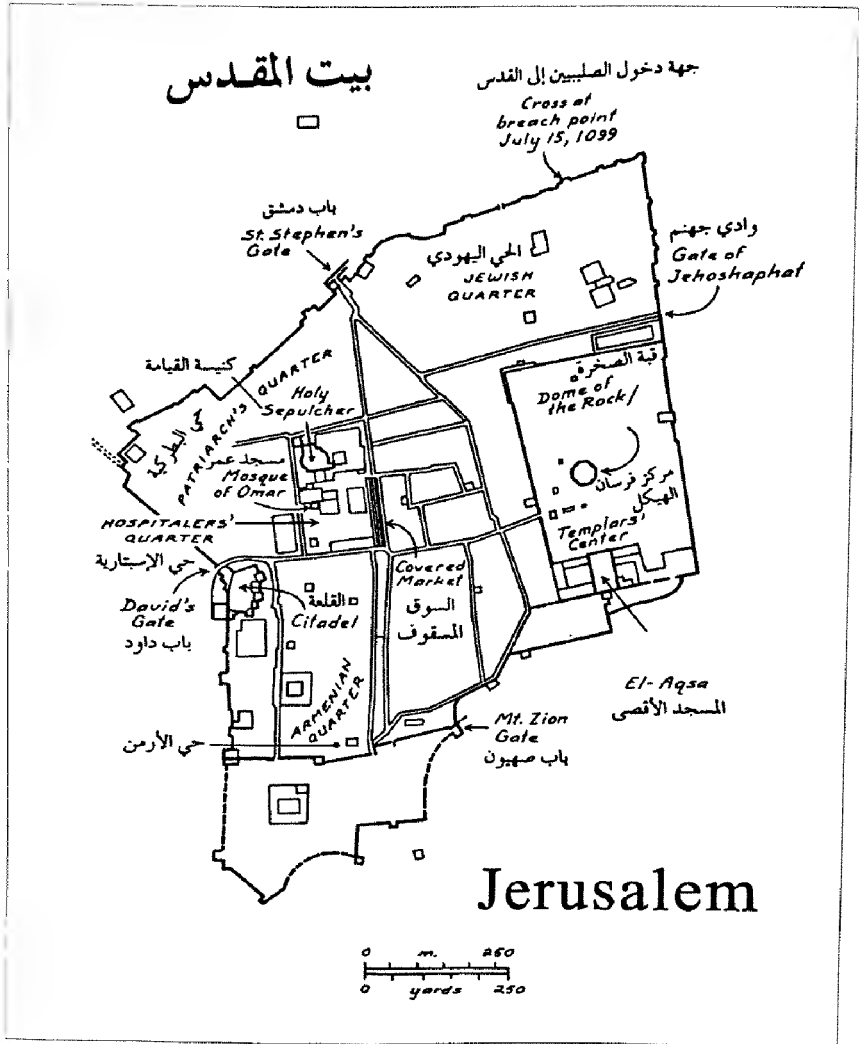 بيت المقدس
جهة دخول الصليبيين إلى القدس
Cross at
breach point
July 15, 1099
باب دمشق
St. Stephen's
Gate
وادي جهنم
Gate of
Jehoshaphat
الحي اليهودي
JEWISH
QUARTER
كنيسة القيامة
Holy
Sepulcher
قبة الصخرة
Dome of
the Rock
حي البطركية
PATRIARCH'S QUARTER
مسجد عمر
Mosque
of Omar
مركز فرسان
الهيكل
Templars'
Center
HOSPITALERS'
QUARTER
حي الإسبتارية
Covered
Market
السوق
المسقوف
David's
Gate
باب داود
القلعة
Citadel
El-Aqsa
المسجد الأقصى
ARMENIAN
QUARTER
حي الأرمن
Mt. Zion
Gate
باب صهيون
Jerusalem
0 m. 250
0 yards 250